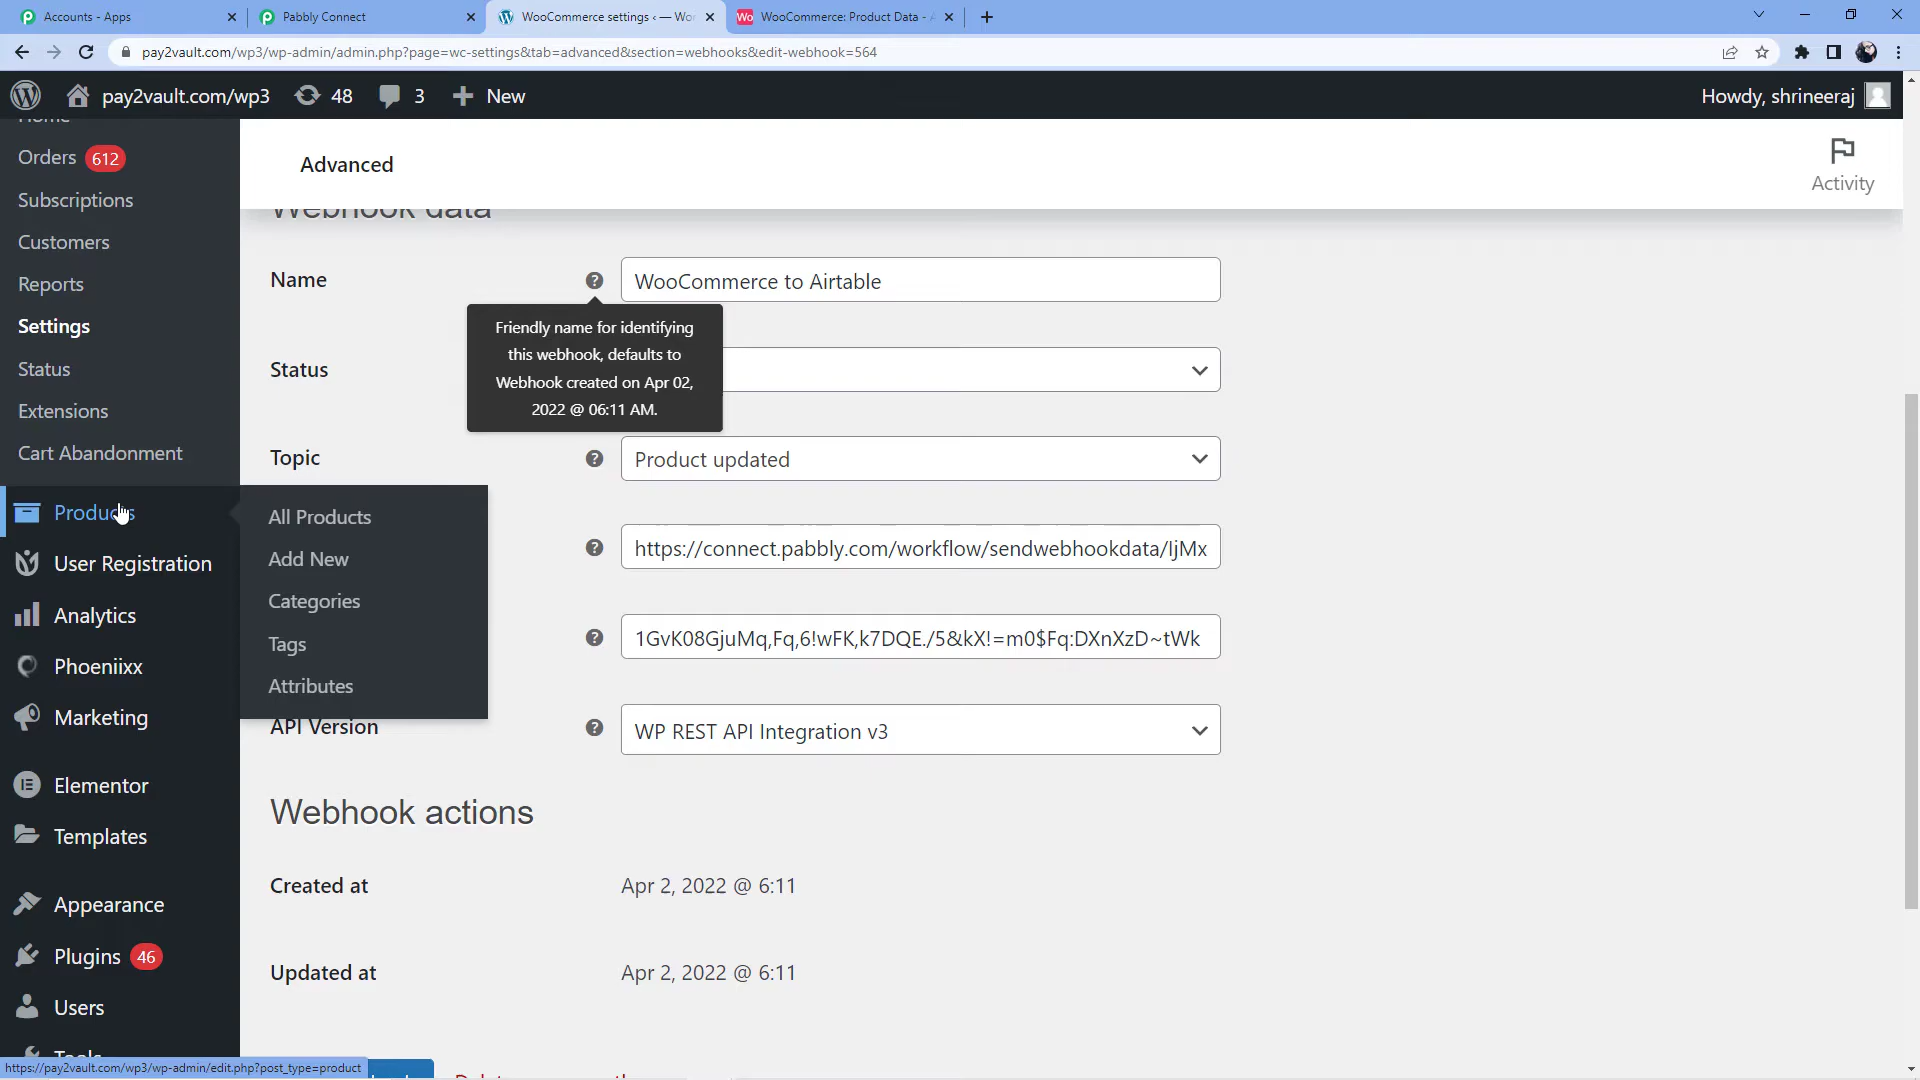 Accounts - Apps
Pabbly Connect
WooCommerce settings ‹ — Wor
Wo
WooCommerce: Product Data - A
pay2vault.com/wp3/wp-admin/admin.php?page=wc-settings&tab=advanced&section=webhooks&edit-webhook=564
pay2vault.com/wp3
48
3
New
Howdy, shrineeraj
Home
Orders 612
Subscriptions
Customers
Reports
Settings
Status
Extensions
Cart Abandonment
Products
User Registration
Analytics
Phoeniixx
Marketing
Elementor
Templates
Appearance
Plugins 46
Users
Tools
All Products
Add New
Categories
Tags
Attributes
Advanced
Activity
Webhook data
Name
WooCommerce to Airtable
Friendly name for identifying
this webhook, defaults to
Webhook created on Apr 02,
2022 @ 06:11 AM.
Status
Topic
Product updated
https://connect.pabbly.com/workflow/sendwebhookdata/IjMx
1GvK08GjuMq,Fq,6!wFK,k7DQE./5&kX!=m0$Fq:DXnXzD~tWk
API Version
WP REST API Integration v3
Webhook actions
Created at
Apr 2, 2022 @ 6:11
Updated at
Apr 2, 2022 @ 6:11
https://pay2vault.com/wp3/wp-admin/edit.php?post_type=product